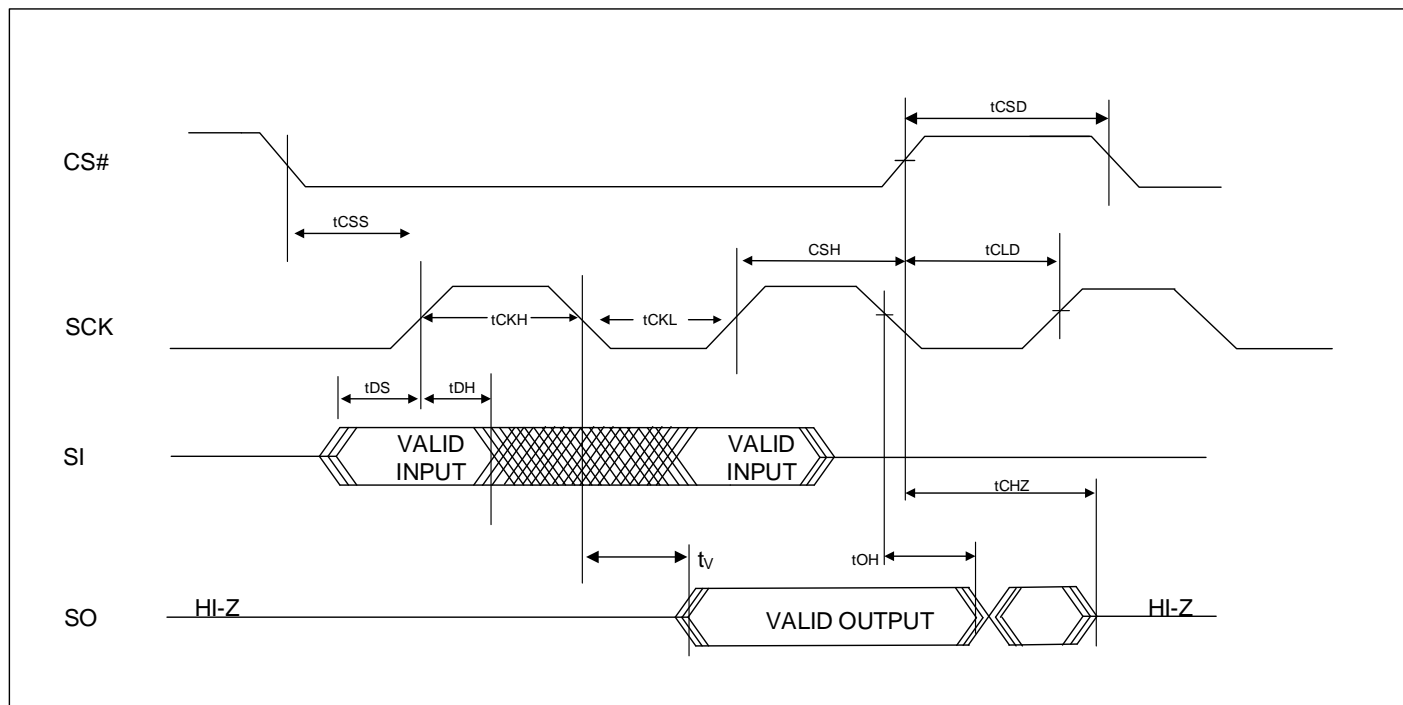 tCSD
CS#
tCSS
CSH
tCLD
SCK
tCKH
tCKL
tDS
tDH
SI
VALID
INPUT
VALID
INPUT
tCHZ
tV
tOH
HI-Z
HI-Z
SO
VALID OUTPUT